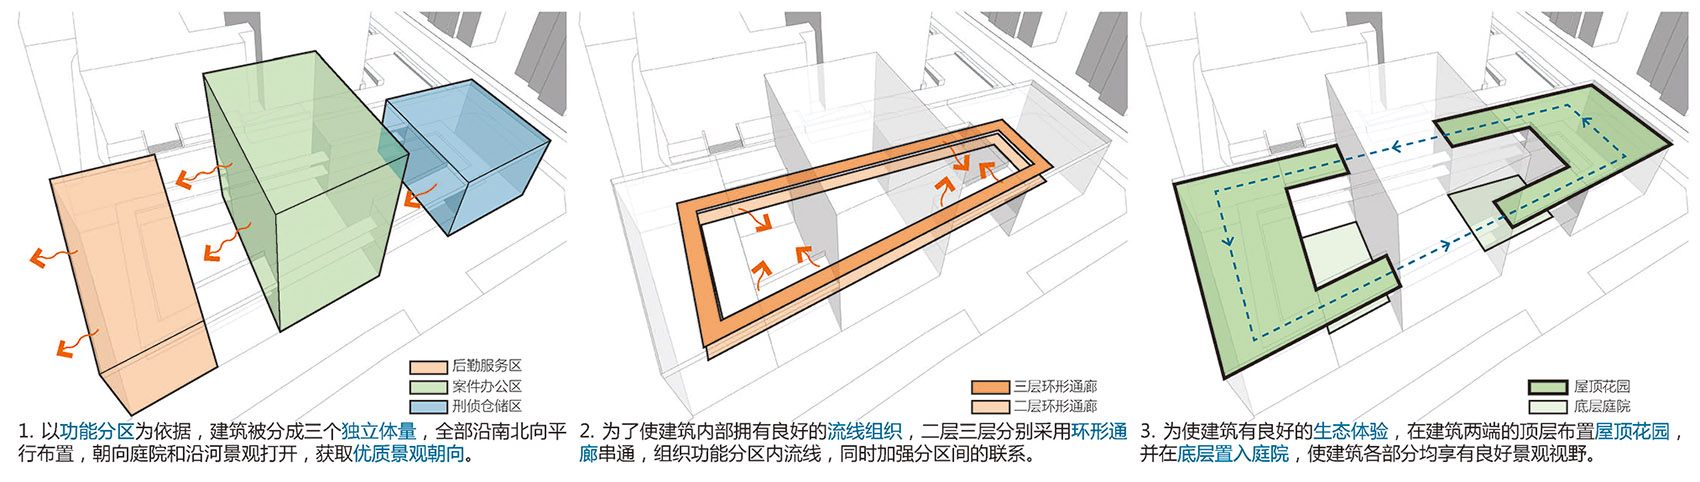 后勤服务区
案件办公区
刑侦仓储区
1. 以功能分区为依据，建筑被分成三个独立体量，全部沿南北向平
行布置，朝向庭院和沿河景观打开，获取优质景观朝向。
三层环形通廊
二层环形通廊
2. 为了使建筑内部拥有良好的流线组织，二层三层分别采用环形通
廊串通，组织功能分区内流线，同时加强分区间的联系。
屋顶花园
底层庭院
3. 为使建筑有良好的生态体验，在建筑两端的顶层布置屋顶花园，
并在底层置入庭院，使建筑各部分均享有良好景观视野。